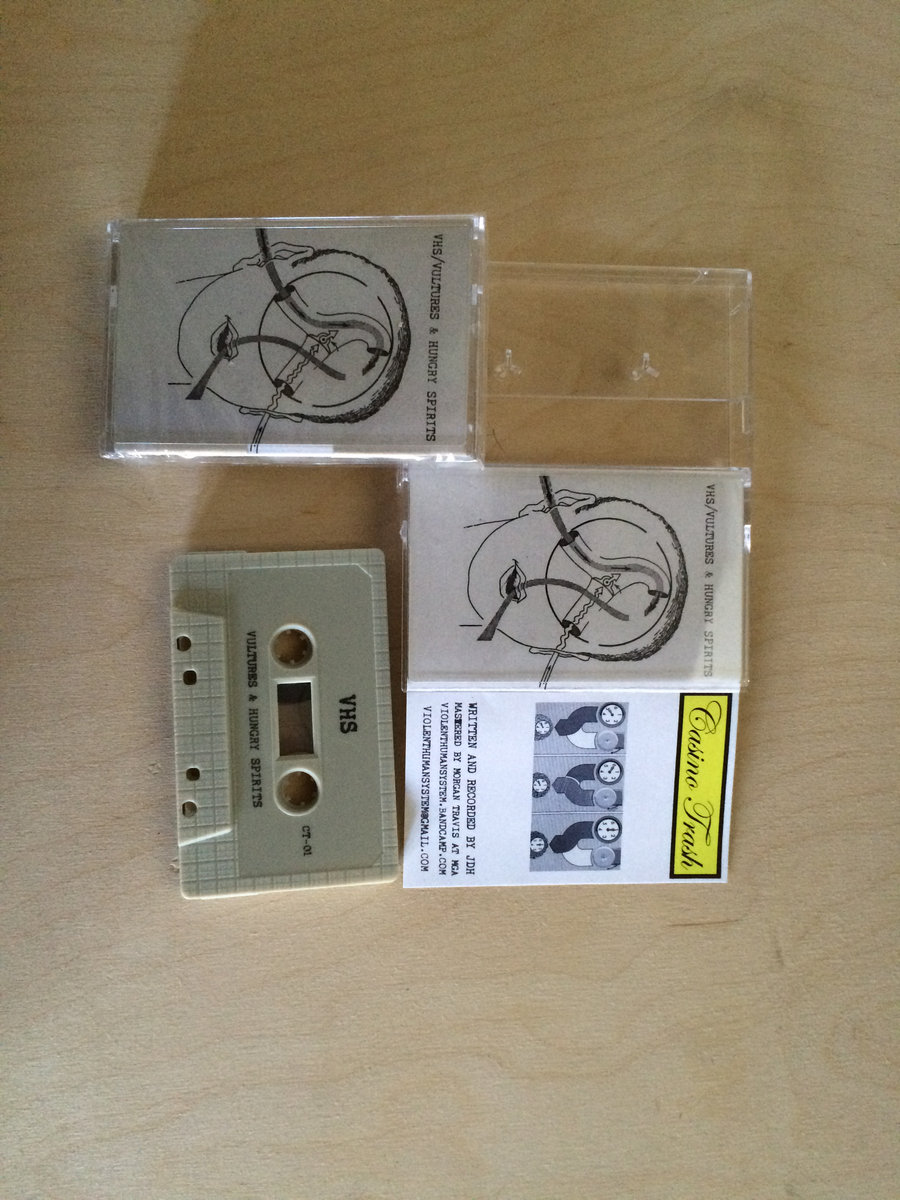 VHS/VULTURES & HUNGRY SPIRITS
VHS/VULTURES & HUNGRY SPIRITS
Casino Trash
WRITTEN AND RECORDED BY JDH
MASTERED BY MORGAN TRAVIS AT MGA
VIOLENTHUMANSYSTEM.BANDCAMP.COM
VIOLENTHUMANSYSTEM@GMAIL.COM
VHS
CT-01
VULTURES & HUNGRY SPIRITS